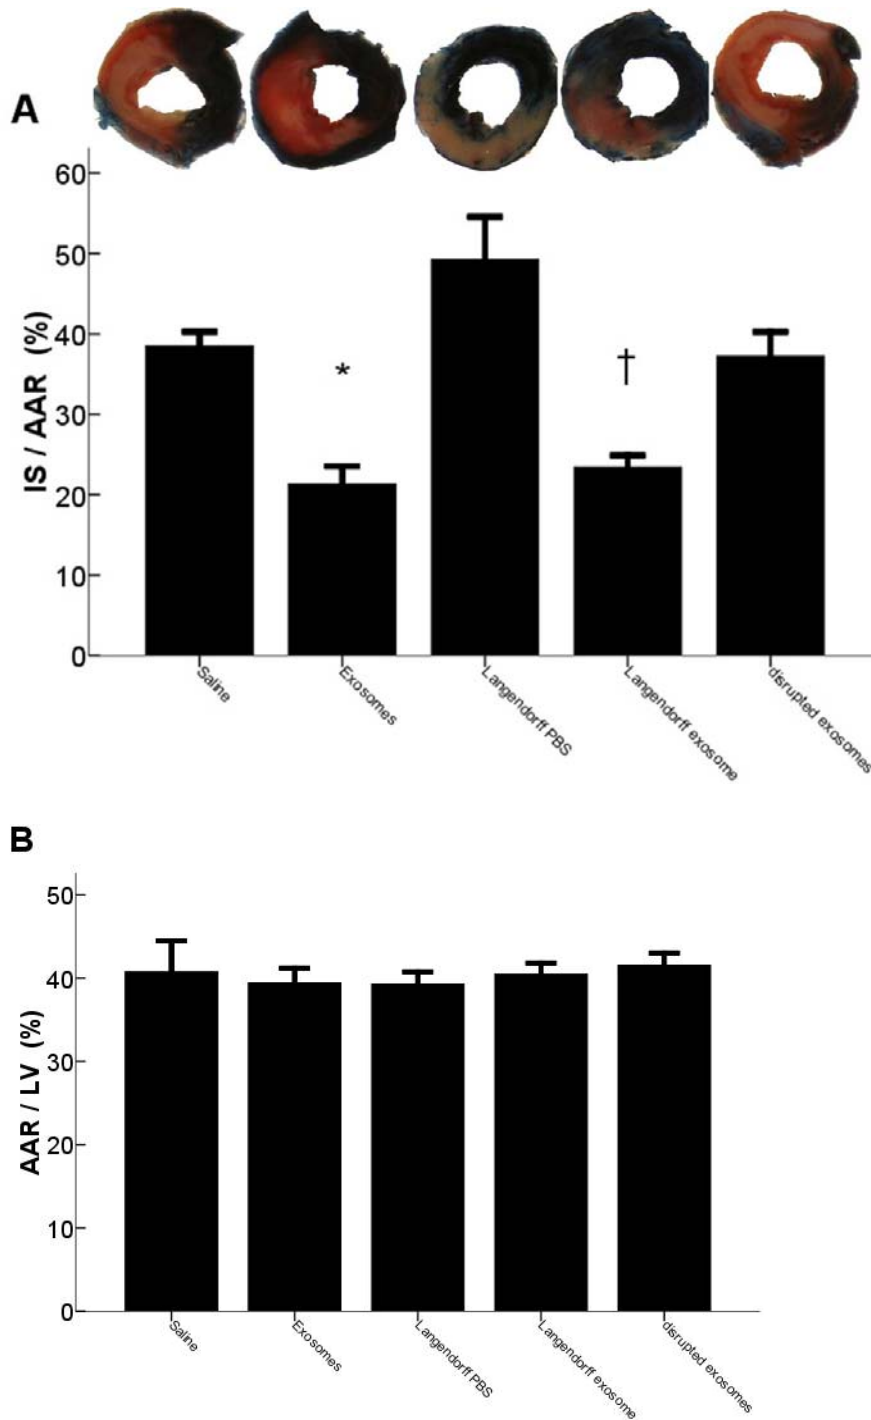 A
60
50
40
30
20
10
0
IS / AAR (%)
*
†
Saline
Exosomes
Langendorff PBS
Langendorff exosome
disrupted exosomes
B
50
40
30
20
10
0
AAR / LV (%)
Saline
Exosomes
Langendorff PBS
Langendorff exosome
disrupted exosomes